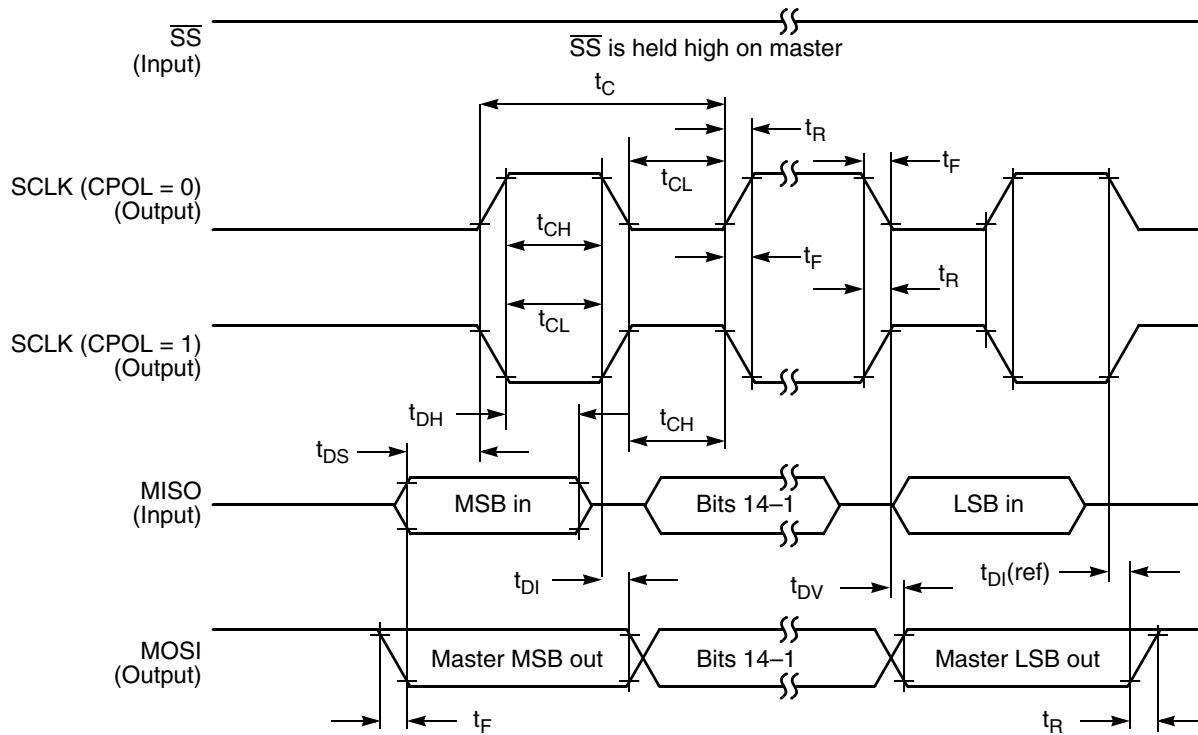 SS
(Input)
SS is held high on master
tC
tR
tF
SCLK (CPOL = 0)
(Output)
tCL
tCH
tF
tR
tCL
SCLK (CPOL = 1)
(Output)
tDH
tCH
tDS
MISO
(Input)
MSB in
Bits 14–1
LSB in
tDI
tDV
tDI(ref)
MOSI
(Output)
Master MSB out
Bits 14–1
Master LSB out
tF
tR